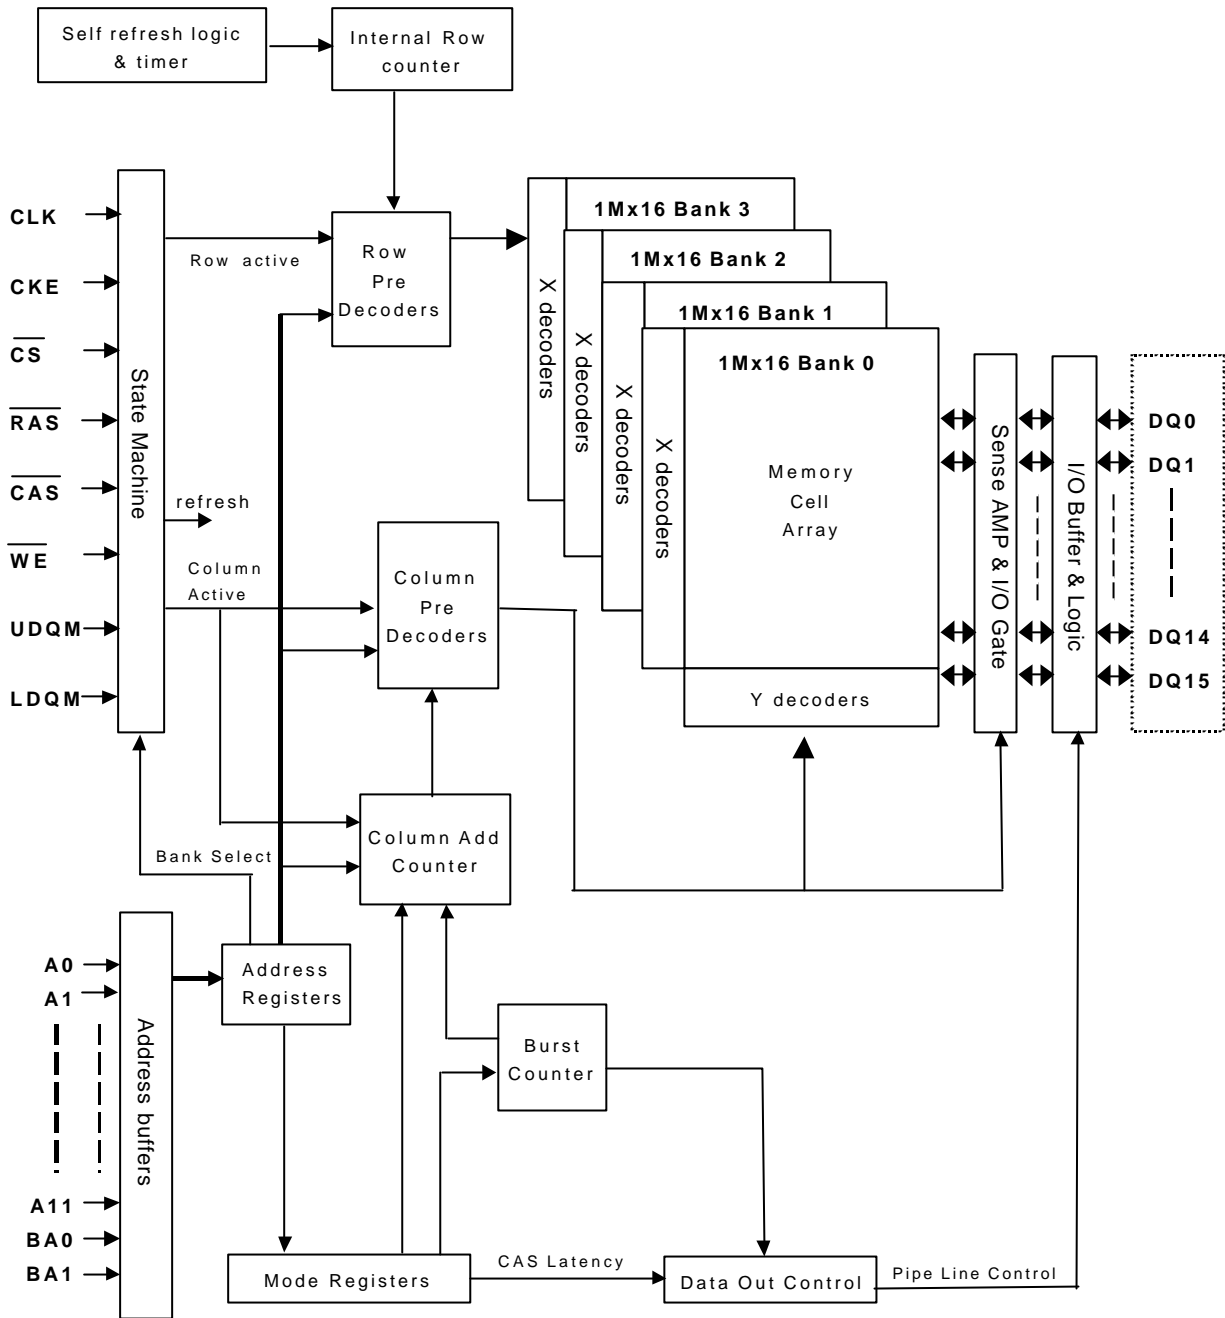 Self refresh logic
& timer
Internal Row
counter
CLK
CKE
C̅S̅
R̅A̅S̅
C̅A̅S̅
W̅E̅
UDQM
LDQM
State Machine
Row active
refresh
Column
Active
Bank Select
Row
Pre
Decoders
Column
Pre
Decoders
Column Add
Counter
X decoders
1Mx16 Bank 3
X decoders
1Mx16 Bank 2
X decoders
1Mx16 Bank 1
X decoders
1Mx16 Bank 0
Memory
Cell
Array
Y decoders
Sense AMP & I/O Gate
I/O Buffer & Logic
DQ0
DQ1
DQ14
DQ15
A0
A1
A11
BA0
BA1
Address buffers
Address
Registers
Burst
Counter
Mode Registers
CAS Latency
Data Out Control
Pipe Line Control